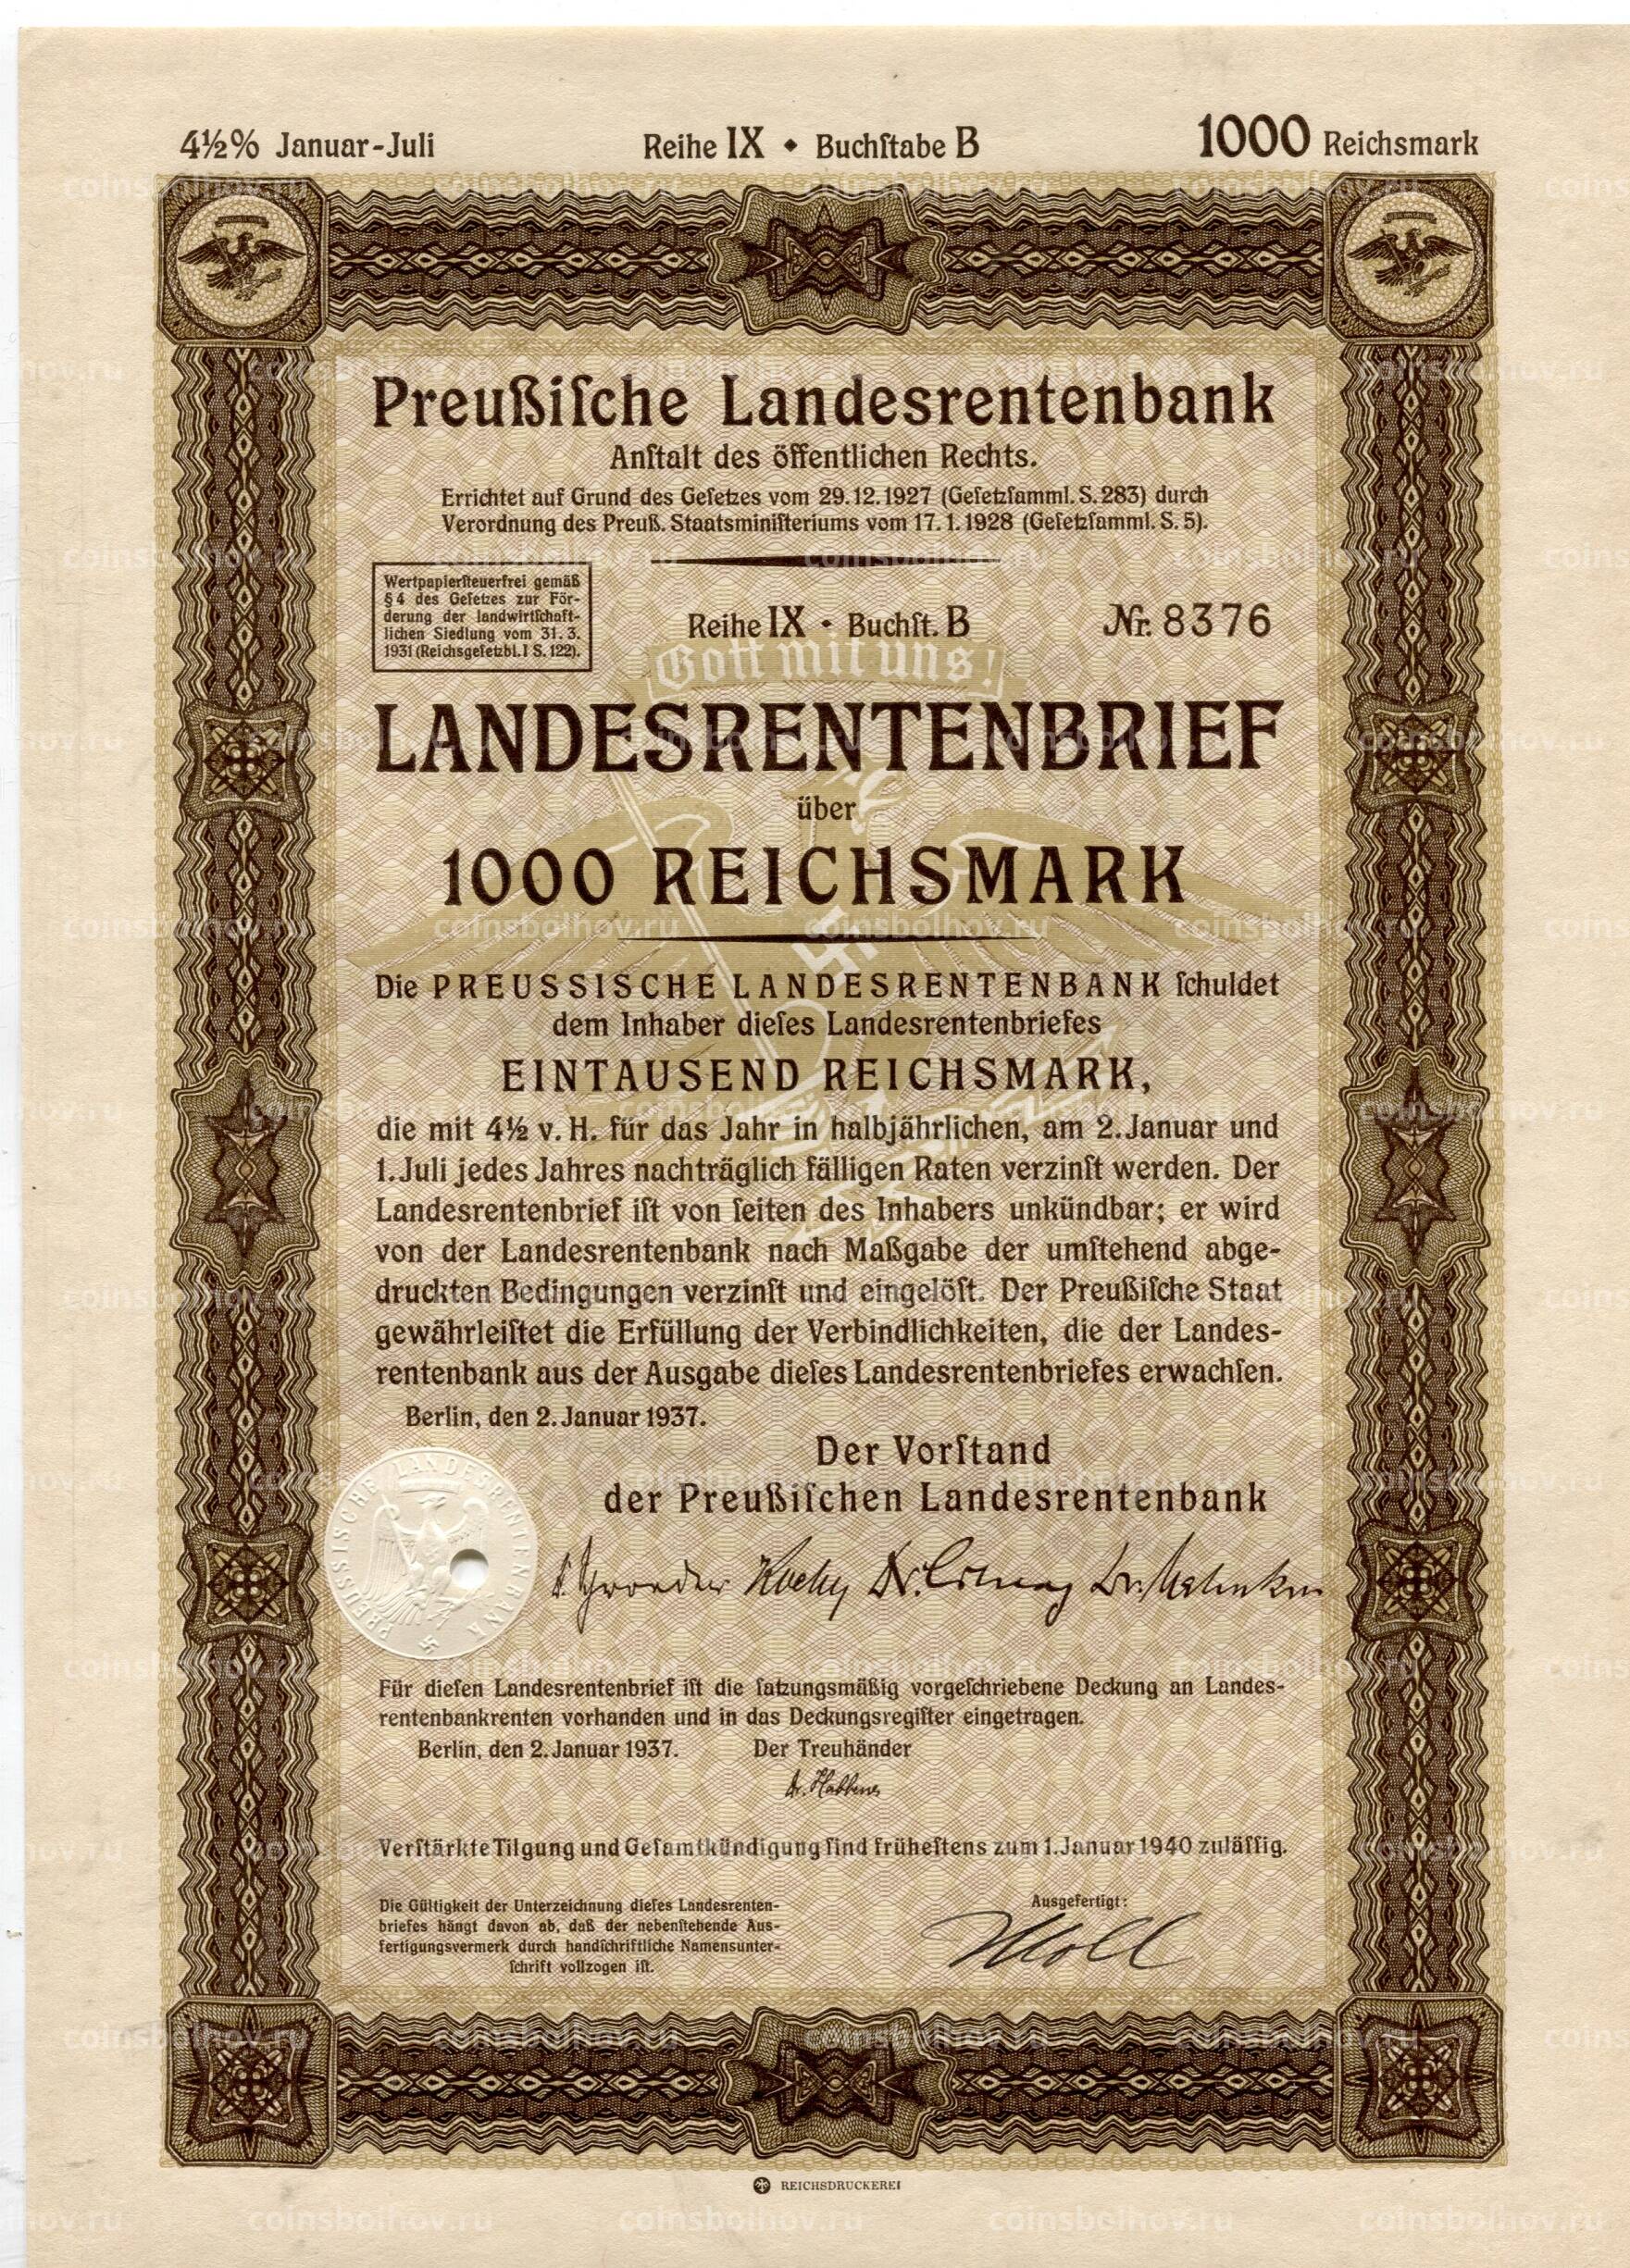 4½% Januar-Juli
Reihe IX ⬥ Buchſtabe B
1000 Reichsmark
Preußiſche Landesrentenbank
Anſtalt des öffentlichen Rechts.
Errichtet auf Grund des Geſetzes vom 29.12.1927 (Geſetzſamml. S. 283) durch
Verordnung des Preuß. Staatsminiſteriums vom 17. 1. 1928 (Geſetzſamml. S. 5).
Wertpapierſteuerfrei gemäß
§ 4 des Geſetzes zur För-
derung der landwirtſchaft-
lichen Siedlung vom 31. 3.
1931 (Reichsgeſetzbl. I S. 122).
Reihe IX • Buchſt. B
Nr. 8376
Gott mit uns!
LANDESRENTENBRIEF
über
1000 REICHSMARK
Die PREUSSISCHE LANDESRENTENBANK ſchuldet
dem Inhaber dieſes Landesrentenbriefes
EINTAUSEND REICHSMARK,
die mit 4½ v. H. für das Jahr in halbjährlichen, am 2. Januar und
1. Juli jedes Jahres nachträglich fälligen Raten verzinſt werden. Der
Landesrentenbrief iſt von ſeiten des Inhabers unkündbar; er wird
von der Landesrentenbank nach Maßgabe der umſtehend abge-
druckten Bedingungen verzinſt und eingelöſt. Der Preußiſche Staat
gewährleiſtet die Erfüllung der Verbindlichkeiten, die der Landes-
rentenbank aus der Ausgabe dieſes Landesrentenbriefes erwachſen.
Berlin, den 2. Januar 1937.
Der Vorſtand
der Preußiſchen Landesrentenbank
PREUSSISCHE LANDESRENTENBANK
Für dieſen Landesrentenbrief iſt die ſatzungsmäßig vorgeſchriebene Deckung an Landes-
rentenbankrenten vorhanden und in das Deckungsregiſter eingetragen.
Berlin, den 2. Januar 1937.
Der Treuhänder
Verſtärkte Tilgung und Geſamtkündigung ſind früheſtens zum 1. Januar 1940 zuläſſig.
Die Gültigkeit der Unterzeichnung dieſes Landesrenten-
briefes hängt davon ab, daß der nebenſtehende Aus-
fertigungsvermerk durch handſchriftliche Namensunter-
ſchrift vollzogen iſt.
Ausgefertigt:
Moll
REICHSDRUCKEREI
coinsbolhov.ru